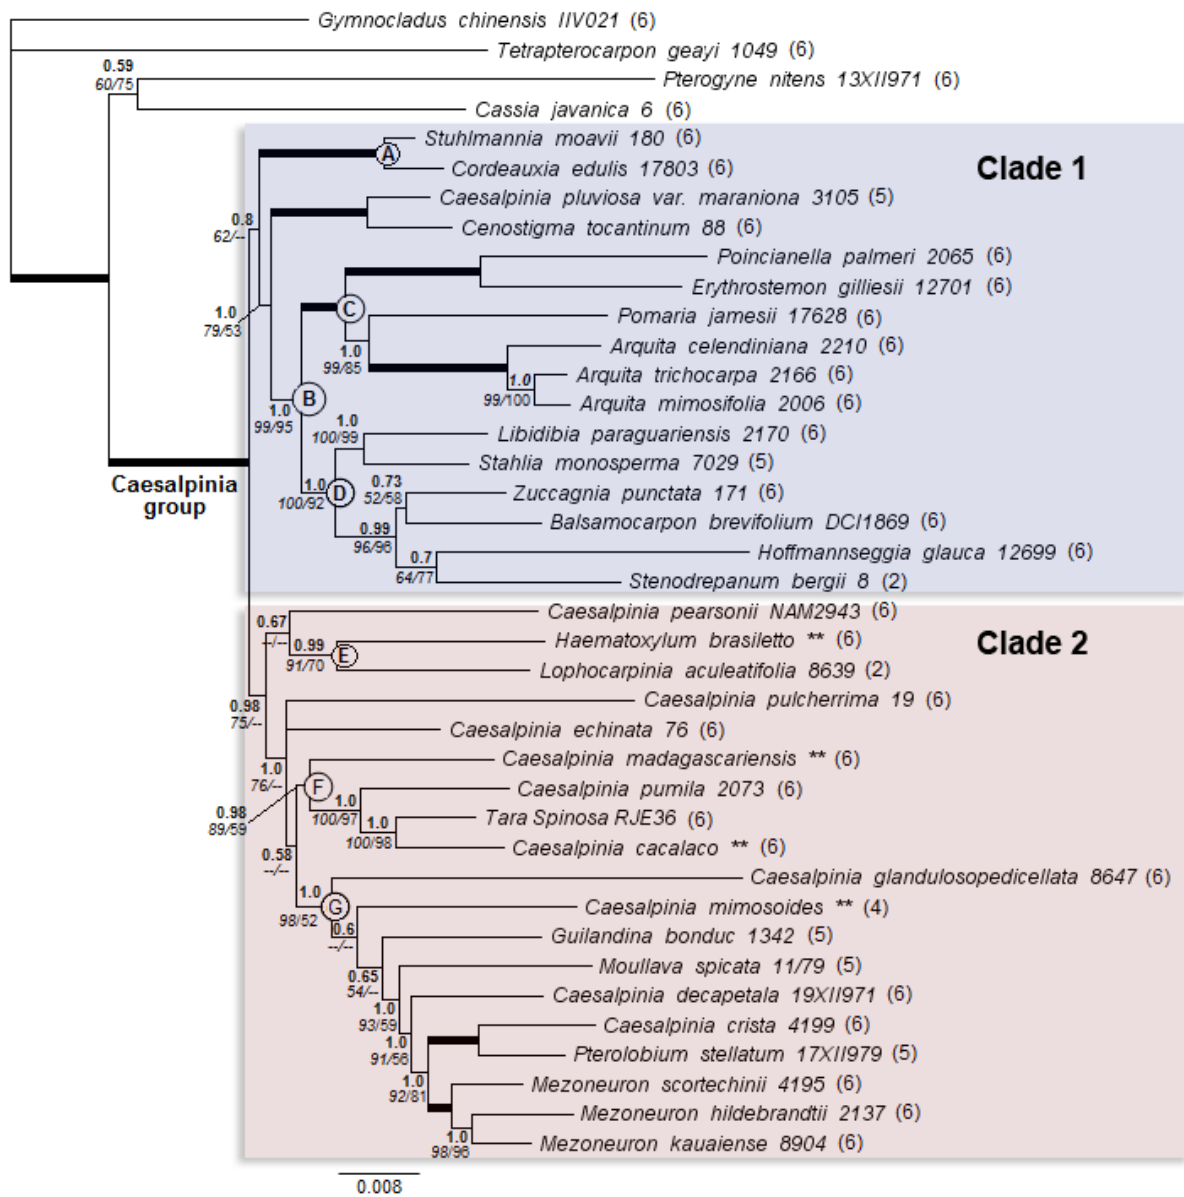 Gymnocladus chinensis IIV021 (6)
Tetrapterocarpon geayi 1049 (6)
0.59
60/75
Pterogyne nitens 13XII971 (6)
Cassia javanica 6 (6)
Stuhlmannia moavii 180 (6)
A
Clade 1
Cordeauxia edulis 17803 (6)
Caesalpinia pluviosa var. maraniona 3105 (5)
0.8
62/--
Cenostigma tocantinum 88 (6)
Poincianella palmeri 2065 (6)
Erythrostemon gilliesii 12701 (6)
C
1.0
79/53
Pomaria jamesii 17628 (6)
1.0
99/85
Arquita celendiniana 2210 (6)
Arquita trichocarpa 2166 (6)
1.0
99/100
Arquita mimosifolia 2006 (6)
B
1.0
99/95
1.0
100/99
Libidibia paraguariensis 2170 (6)
Stahlia monosperma 7029 (5)
Caesalpinia
group
1.0
100/92
D
0.73
52/58
Zuccagnia punctata 171 (6)
Balsamocarpon brevifolium DCI1869 (6)
0.99
96/96
Hoffmannseggia glauca 12699 (6)
0.7
64/77
Stenodrepanum bergii 8 (2)
Caesalpinia pearsonii NAM2943 (6)
0.67
--/--
Clade 2
Haematoxylum brasiletto ** (6)
0.99
91/70
E
Lophocarpinia aculeatifolia 8639 (2)
0.98
75/--
Caesalpinia pulcherrima 19 (6)
Caesalpinia echinata 76 (6)
1.0
76/--
Caesalpinia madagascariensis ** (6)
F
Caesalpinia pumila 2073 (6)
1.0
100/97
0.98
89/59
Tara Spinosa RJE36 (6)
1.0
100/98
Caesalpinia cacalaco ** (6)
0.58
--/--
Caesalpinia glandulosopedicellata 8647 (6)
1.0
98/52
G
Caesalpinia mimosoides ** (4)
0.6
--/--
Guilandina bonduc 1342 (5)
Moullava spicata 11/79 (5)
0.65
54/--
Caesalpinia decapetala 19XII971 (6)
1.0
93/59
Caesalpinia crista 4199 (6)
1.0
91/56
Pterolobium stellatum 17XII979 (5)
1.0
92/81
Mezoneuron scortechinii 4195 (6)
Mezoneuron hildebrandtii 2137 (6)
1.0
98/96
Mezoneuron kauaiense 8904 (6)
0.008